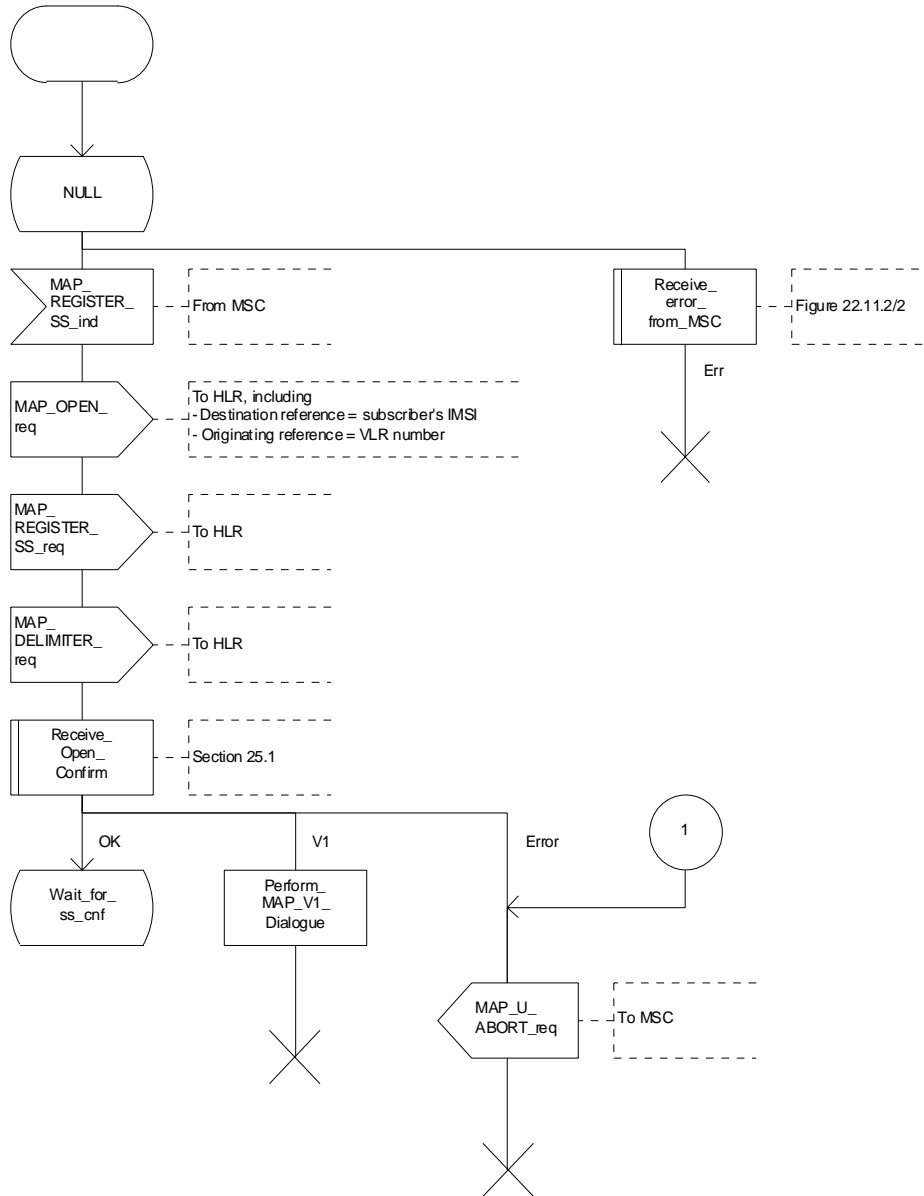 NULL
MAP_
REGISTER_
SS_ind
From MSC
Receive_
error_
from_MSC
Figure 22.11.2/2
Err
MAP_OPEN_
req
To HLR, including
- Destination reference = subscriber's IMSI
- Originating reference = VLR number
MAP_
REGISTER_
SS_req
To HLR
MAP_
DELIMITER_
req
To HLR
Receive_
Open_
Confirm
Section 25.1
OK
V1
Error
1
Wait_for_
ss_cnf
Perform_
MAP_V1_
Dialogue
MAP_U_
ABORT_req
To MSC